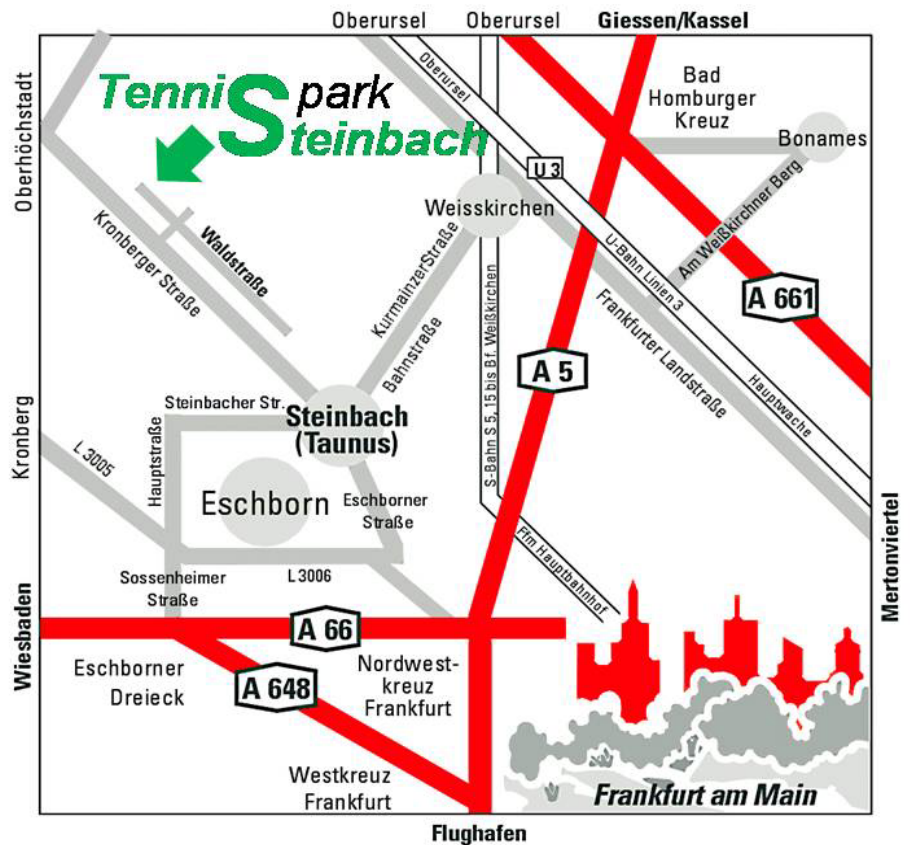 Oberursel
Oberursel
Giessen/Kassel
Oberhöchstadt
TenniSpark
Steinbach
Oberursel
Bad
Homburger
Kreuz
Bonames
U 3
Weisskirchen
Am Weißkirchner Berg
Kronberger Straße
Waldstraße
KurmainzerStraße
Bahnstraße
S-Bahn S 5, 15 bis Bf. Weißkirchen
U-Bahn Linien 3
A 661
Frankfurter Landstraße
Hauptwache
A 5
Kronberg
Steinbacher Str.
Steinbach
(Taunus)
L 3005
Hauptstraße
Eschborn
Eschborner
Straße
Ffm Hauptbahnhof
Mertonviertel
Sossenheimer
Straße
L 3006
Wiesbaden
A 66
Eschborner
Dreieck
A 648
Nordwest-
kreuz
Frankfurt
Westkreuz
Frankfurt
Frankfurt am Main
Flughafen